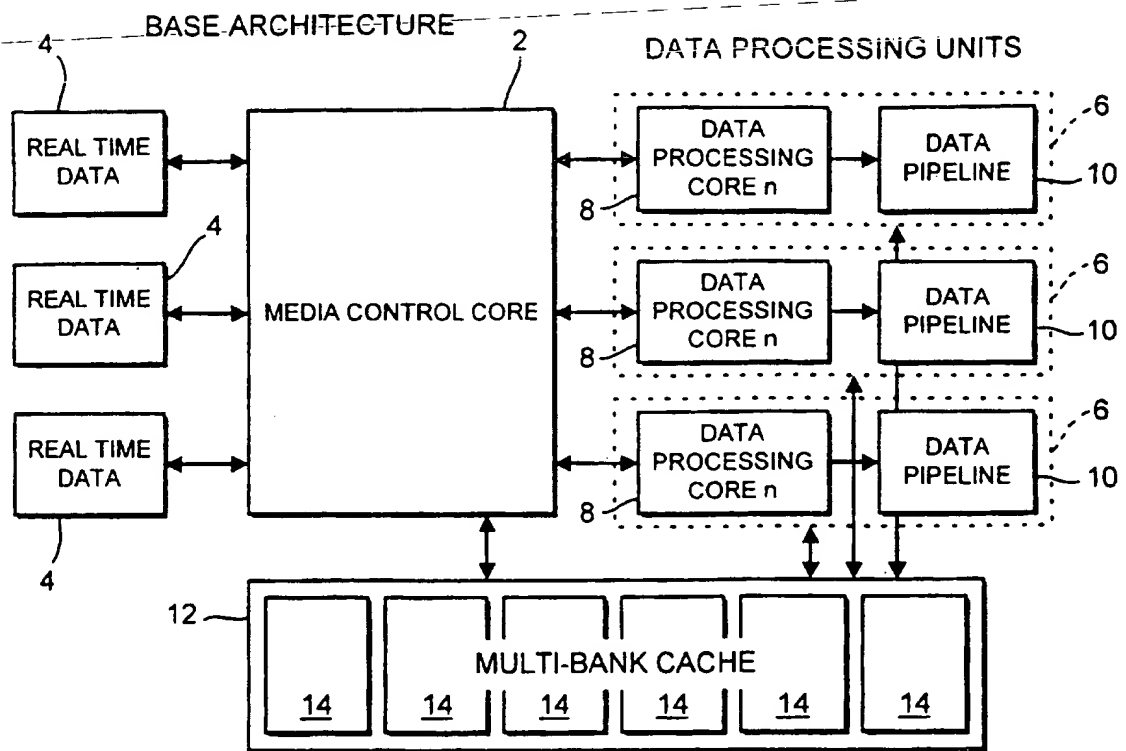 BASE ARCHITECTURE
4
2
DATA PROCESSING UNITS
REAL TIME
DATA
MEDIA CONTROL CORE
DATA
PROCESSING
CORE n
8
DATA
PIPELINE
6
10
4
REAL TIME
DATA
DATA
PROCESSING
CORE n
8
DATA
PIPELINE
6
10
REAL TIME
DATA
4
DATA
PROCESSING
CORE n
8
DATA
PIPELINE
6
10
12
MULTI-BANK CACHE
14 14 14 14 14 14